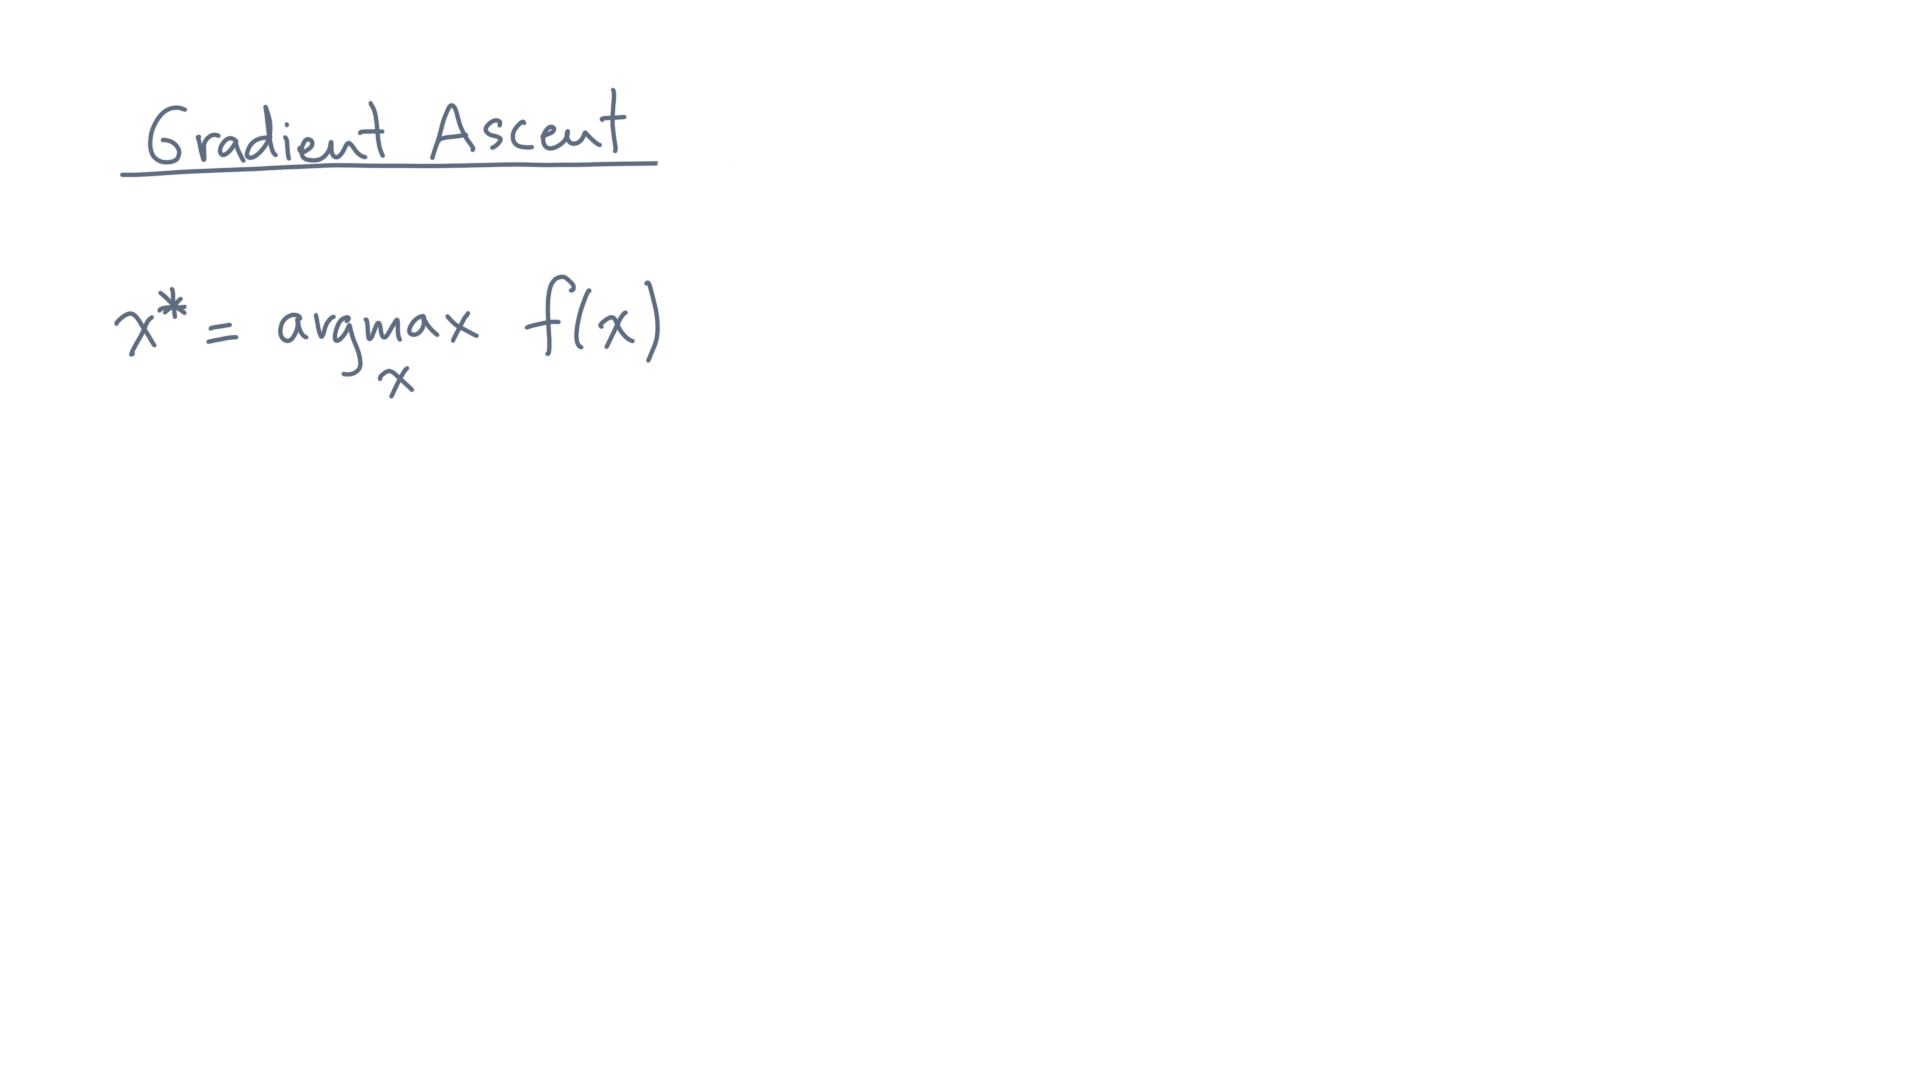 Gradient Ascent
x* = argmax f(x)
x